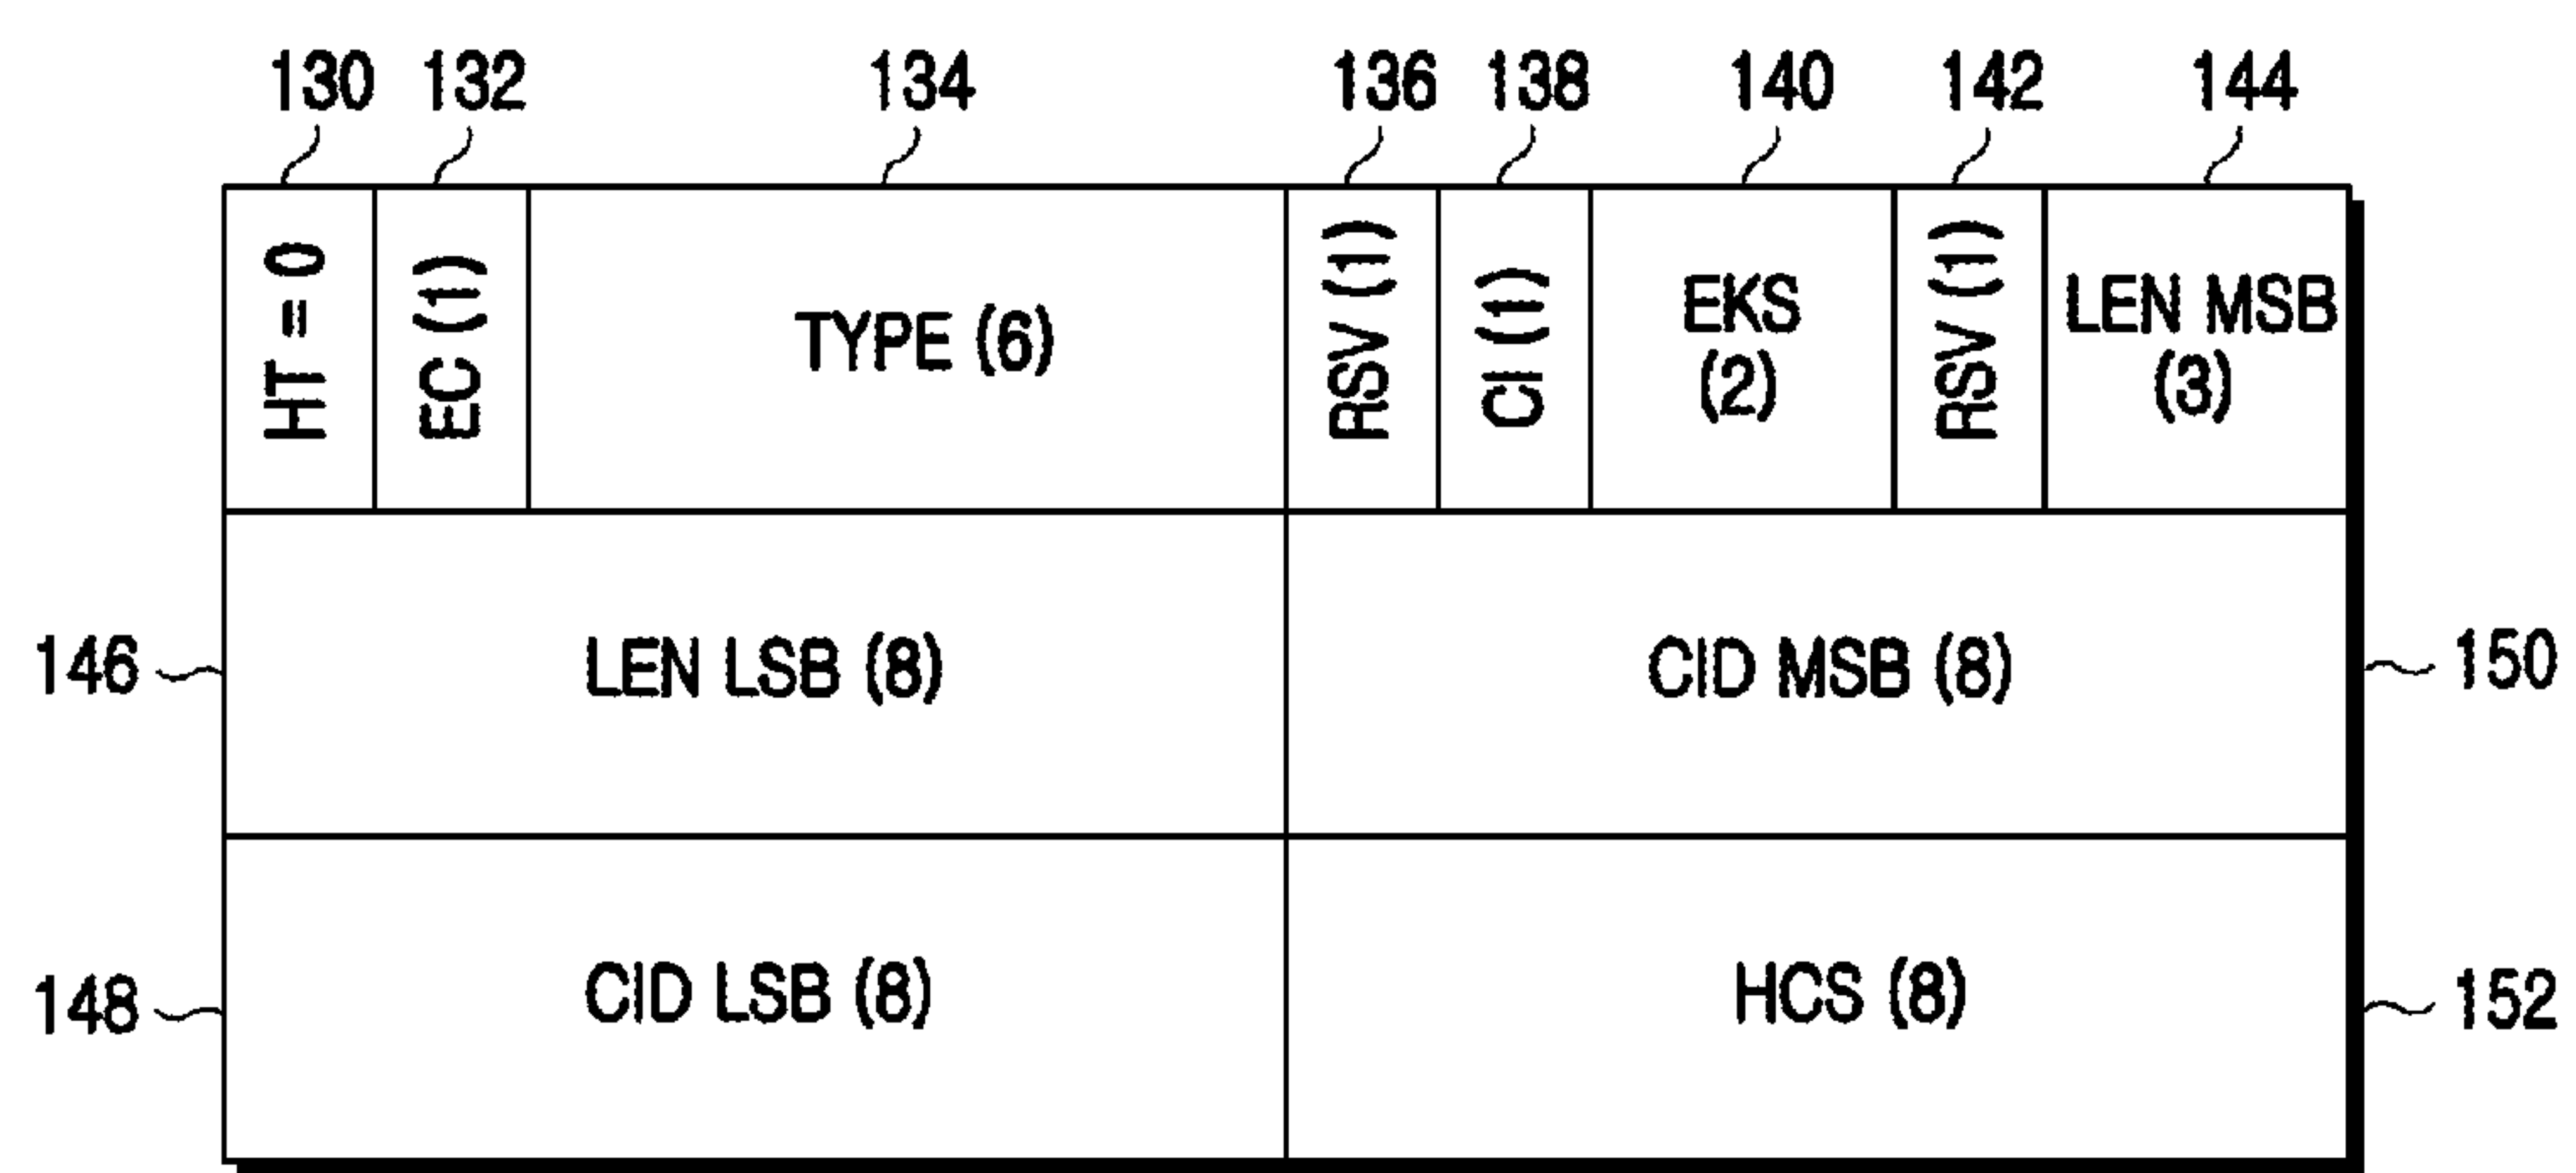 130 132 134 136 138 140 142 144
HT = 0
EC (1)
TYPE (6)
RSV (1)
CI (1)
EKS
(2)
RSV (1)
LEN MSB
(3)
146 LEN LSB (8) CID MSB (8) 150
148 CID LSB (8) HCS (8) 152